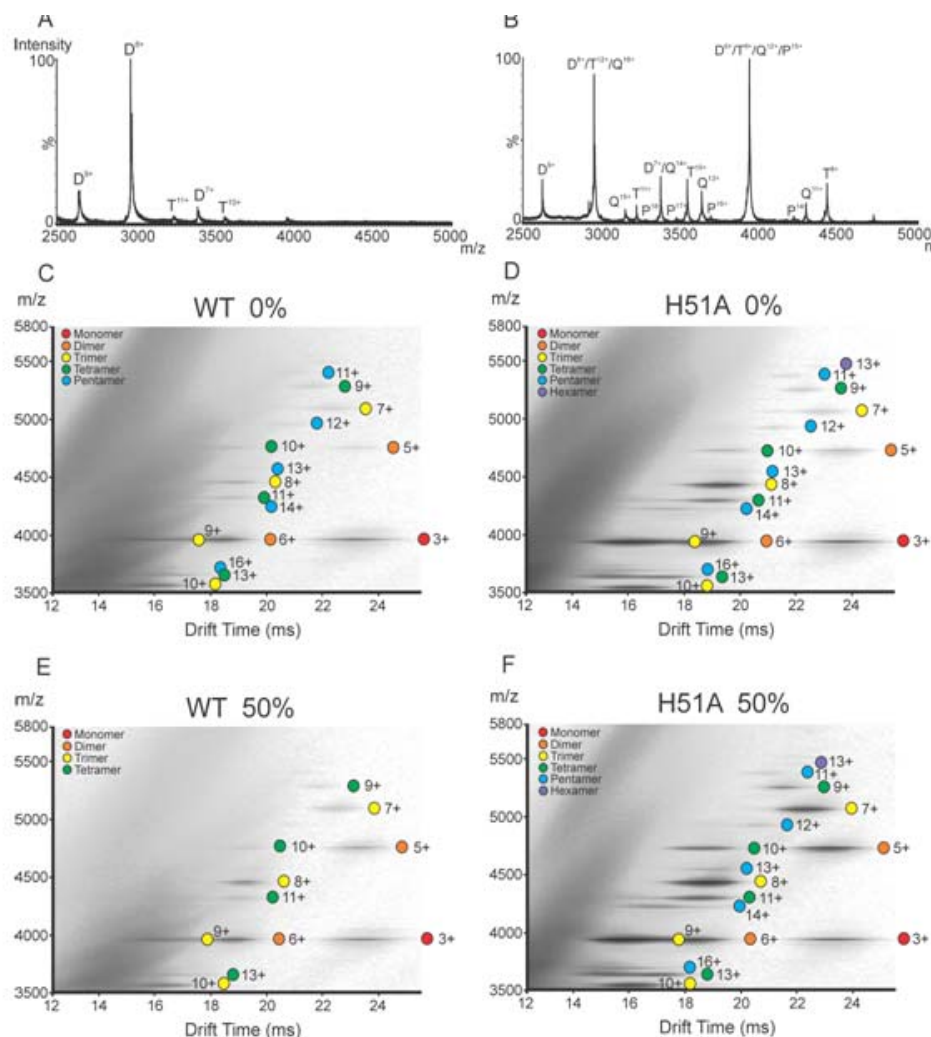 A
Intensity
100
%
0
D⁸⁺
D⁹⁺
T¹¹⁺
D⁷⁺
T¹⁰⁺
2500 3000 3500 4000 4500 5000
m/z
B
100
%
0
D⁹⁺
Q¹⁵⁺
T¹¹⁺
D⁷⁺/Q¹⁴⁺
T¹⁰⁺
Q¹³⁺
D⁶⁺/T⁹⁺/Q¹²⁺/P¹⁵⁺
Q¹¹⁺
T⁸⁺
2500 3000 3500 4000 4500 5000
C
m/z
WT 0%
5800
5500
5000
4500
4000
3500
Monomer
Dimer
Trimer
Tetramer
Pentamer
11+
9+
7+
12+
10+
5+
13+
8+
11+
14+
9+
6+
3+
16+
13+
10+
12 14 16 18 20 22 24
Drift Time (ms)
D
m/z
H51A 0%
5800
5500
5000
4500
4000
3500
Monomer
Dimer
Trimer
Tetramer
Pentamer
Hexamer
13+
11+
9+
7+
12+
10+
5+
13+
8+
11+
14+
9+
6+
3+
16+
13+
10+
12 14 16 18 20 22 24
Drift Time (ms)
E
m/z
WT 50%
5800
5500
5000
4500
4000
3500
Monomer
Dimer
Trimer
Tetramer
9+
7+
10+
5+
8+
11+
9+
6+
3+
13+
10+
12 14 16 18 20 22 24
Drift Time (ms)
F
m/z
H51A 50%
5800
5500
5000
4500
4000
3500
Monomer
Dimer
Trimer
Tetramer
Pentamer
Hexamer
13+
11+
9+
7+
12+
10+
5+
13+
8+
11+
14+
9+
6+
3+
16+
13+
10+
12 14 16 18 20 22 24
Drift Time (ms)